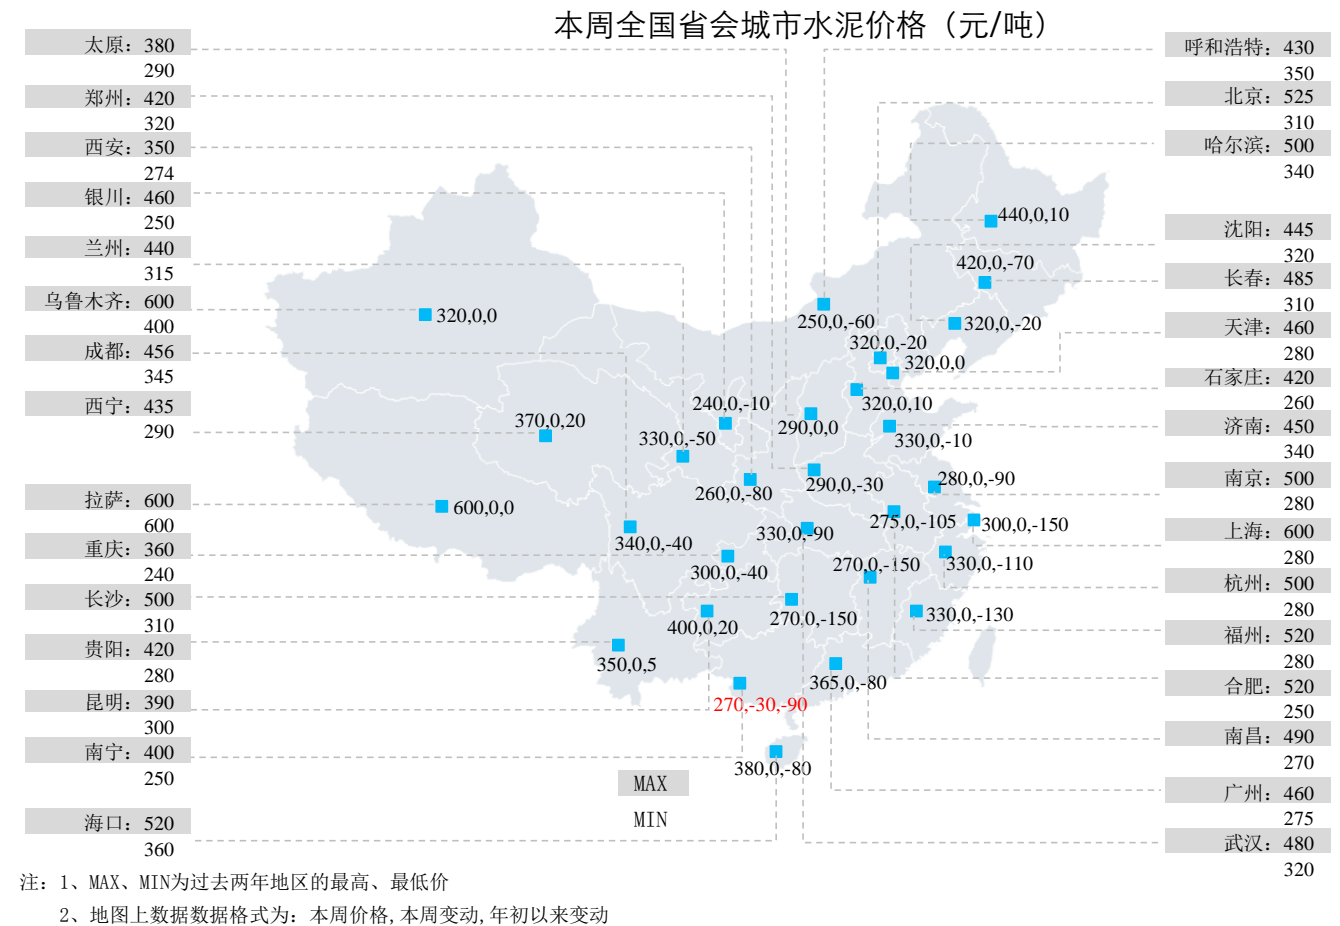 本周全国省会城市水泥价格（元/吨）
太原：380
290
郑州：420
320
西安：350
274
银川：460
250
兰州：440
315
乌鲁木齐：600
400
成都：456
345
西宁：435
290
拉萨：600
600
重庆：360
240
长沙：500
310
贵阳：420
280
昆明：390
300
南宁：400
250
海口：520
360
440,0,10
420,0,-70
250,0,-60
320,0,-20
320,0,0
320,0,-20
320,0,0
320,0,10
240,0,-10
370,0,20
290,0,0
330,0,-50
330,0,-10
260,0,-80
290,0,-30
280,0,-90
600,0,0
275,0,-105
300,0,-150
340,0,-40
330,0,-90
300,0,-40
270,0,-150
330,0,-110
400,0,20
270,0,-150
330,0,-130
350,0,5
365,0,-80
270,-30,-90
380,0,-80
MAX
MIN
呼和浩特：430
350
北京：525
310
哈尔滨：500
340
沈阳：445
320
长春：485
310
天津：460
280
石家庄：420
260
济南：450
340
南京：500
280
上海：600
280
杭州：500
280
福州：520
280
合肥：520
250
南昌：490
270
广州：460
275
武汉：480
320
注：1、MAX、MIN为过去两年地区的最高、最低价
2、地图上数据数据格式为：本周价格,本周变动,年初以来变动